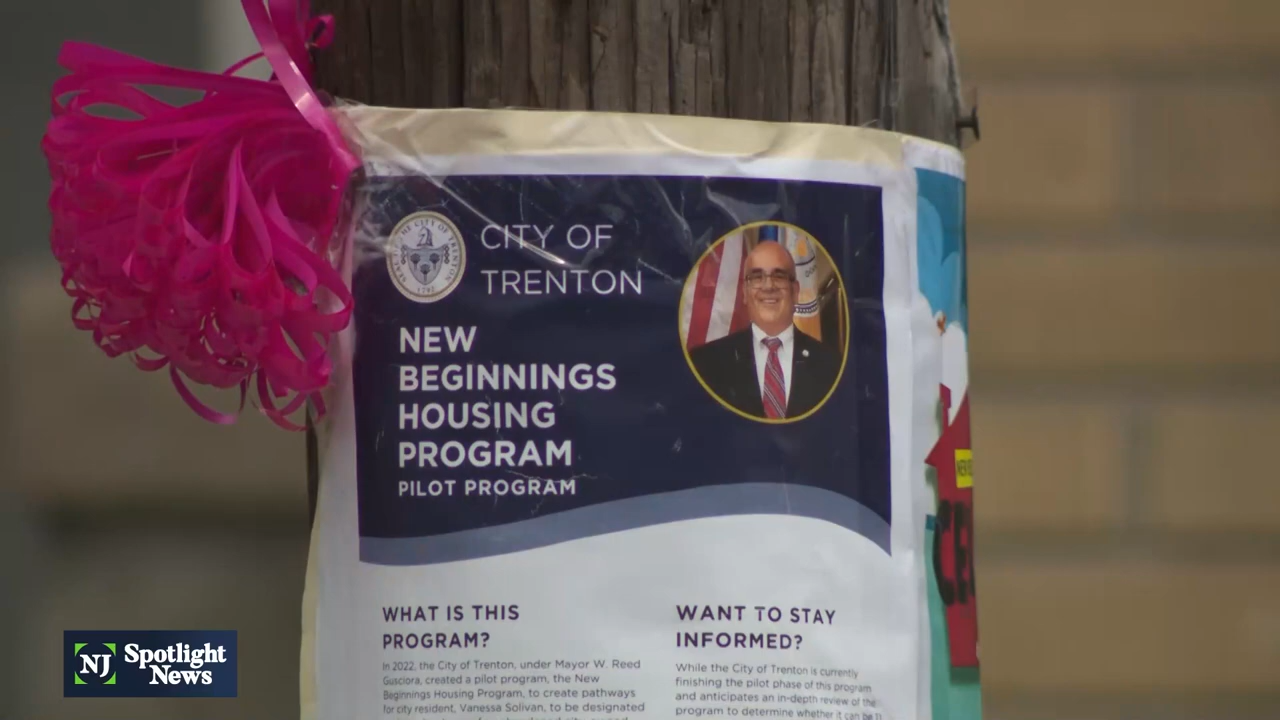 CITY OF
TRENTON
NEW
BEGINNINGS
HOUSING
PROGRAM
PILOT PROGRAM
WHAT IS THIS
PROGRAM?
In 2022, the City of Trenton, under Mayor W. Reed
Gusciora, created a pilot program, the New
Beginnings Housing Program, to create pathways
for city resident, Vanessa Solivan, to be designated
WANT TO STAY
INFORMED?
While the City of Trenton is currently
finishing the pilot phase of this program
and anticipates an in-depth review of the
program to determine whether it can be
NJ Spotlight
News